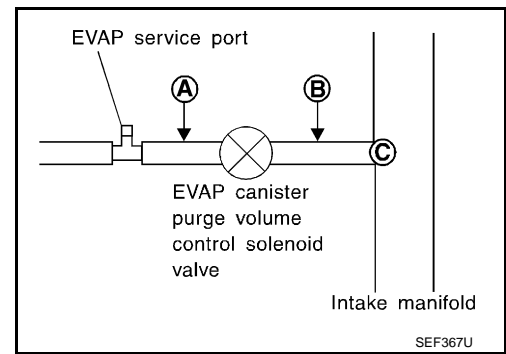 EVAP service port
A
B
C
EVAP canister
purge volume
control solenoid
valve
Intake manifold
SEF367U